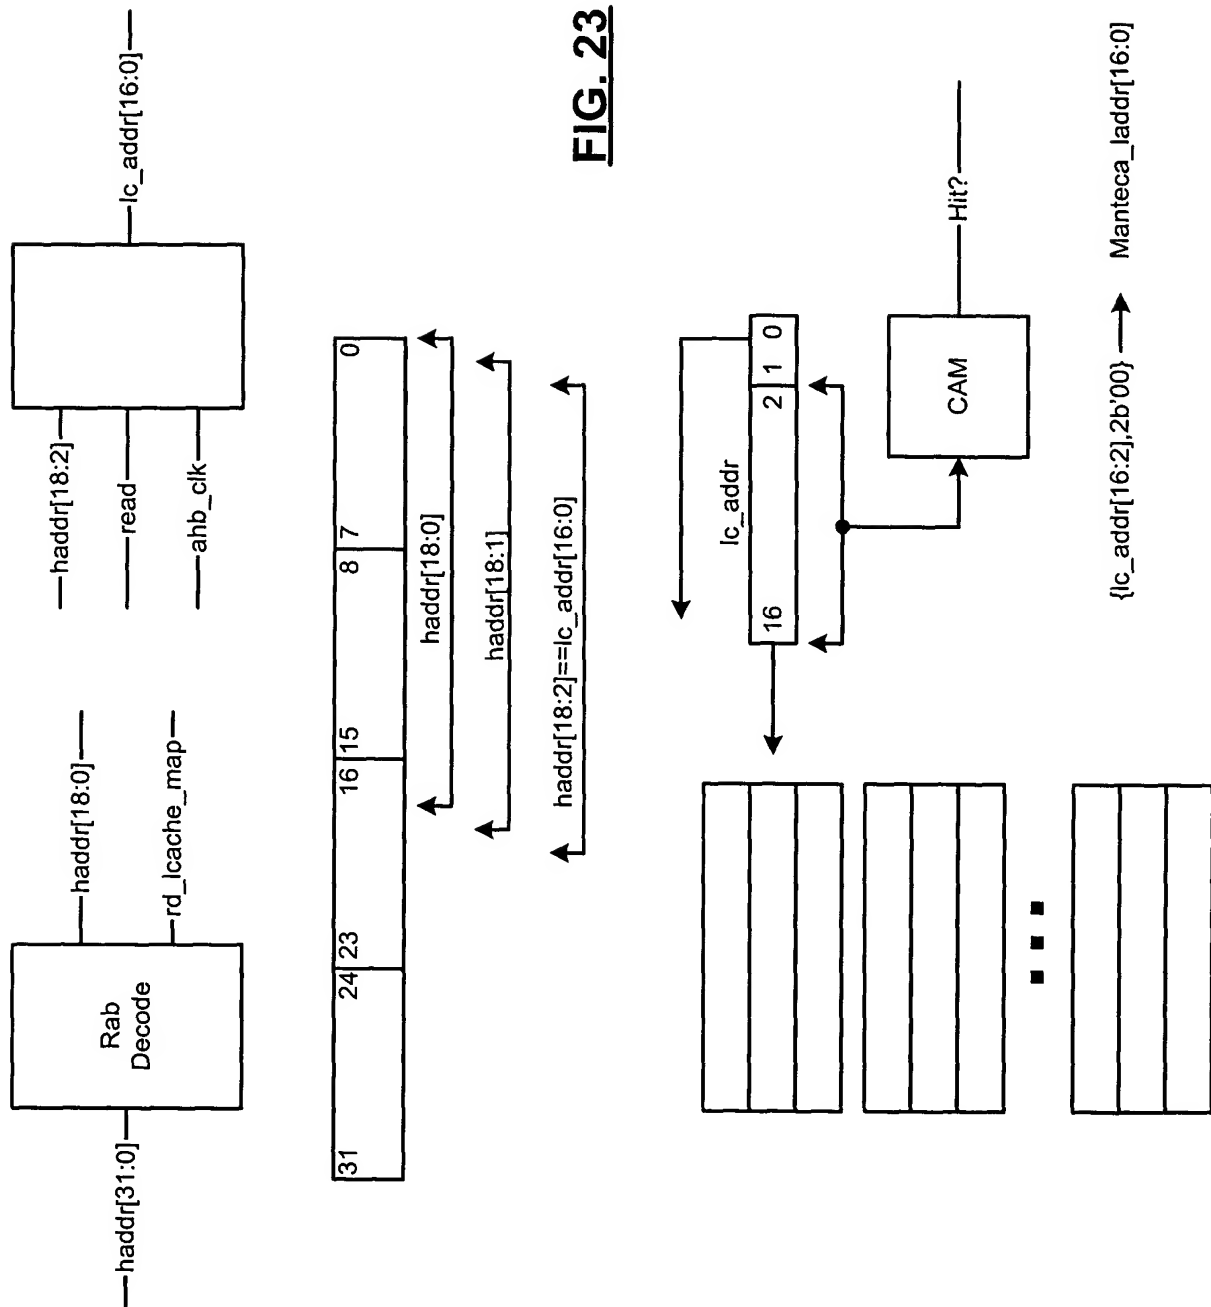 haddr[31:0]
Rab
Decode
haddr[18:0]
rd_lcache_map
haddr[18:2]
read
ahb_clk
lc_addr[16:0]
31 24 23 16 15 8 7 0
haddr[18:0]
haddr[18:1]
haddr[18:2]==lc_addr[16:0]
FIG. 23
lc_addr
16 2 1 0
CAM
Hit?
{lc_addr[16:2],2b'00} Manteca_laddr[16:0]